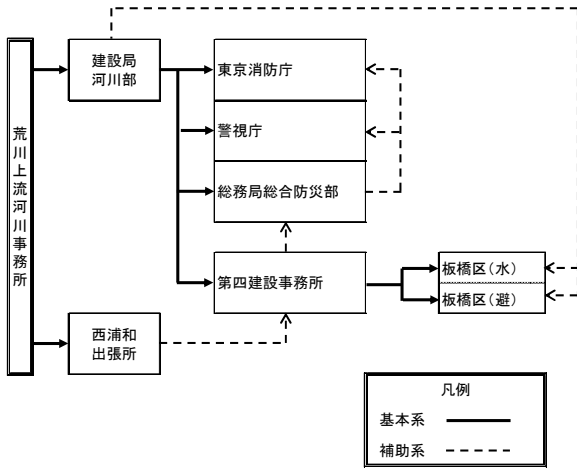 荒川上流河川事務所
建設局
河川部
東京消防庁
警視庁
総務局総合防災部
第四建設事務所
板橋区(水)
板橋区(避)
西浦和
出張所
凡例
基本系
補助系